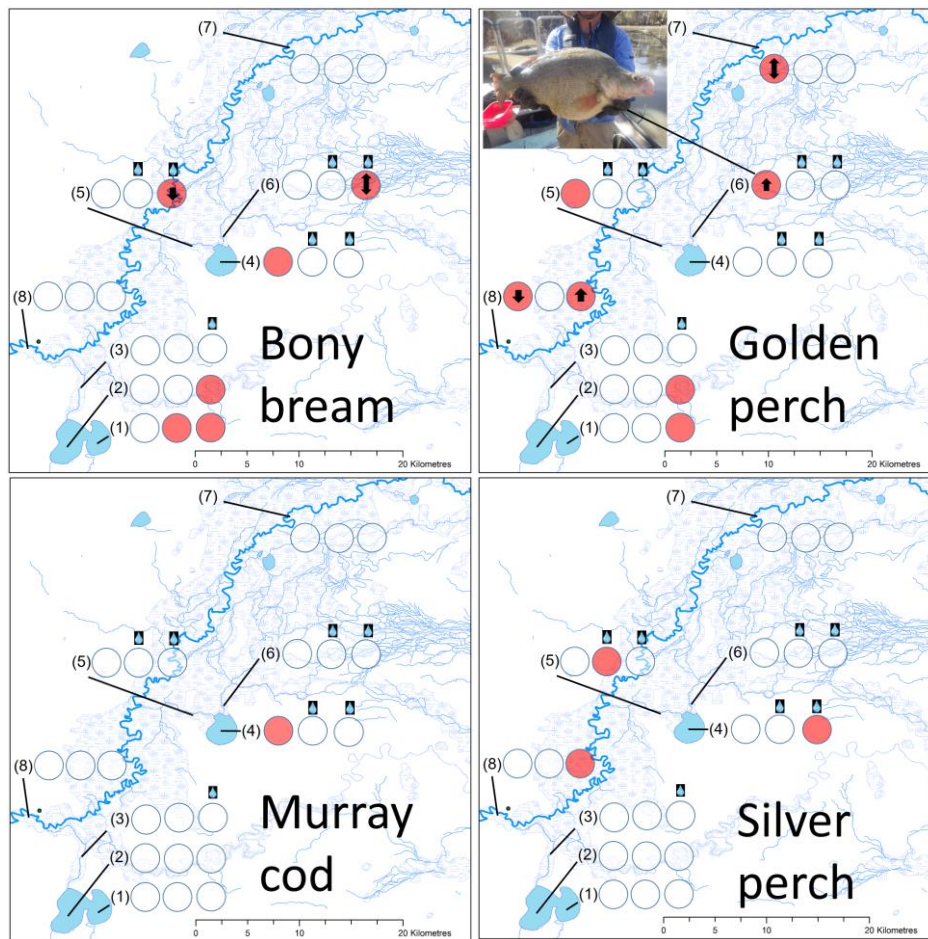 (7)
(5)
(6)
(4)
(8)
(3)
(2)
(1)
Bony
bream
0 5 10 20 Kilometres
(7)
(5)
(6)
(4)
(8)
(3)
(2)
(1)
Golden
perch
0 5 10 20 Kilometres
(7)
(5)
(6)
(4)
(8)
(3)
(2)
(1)
Murray
cod
0 5 10 20 Kilometres
(7)
(5)
(6)
(4)
(8)
(3)
(2)
(1)
Silver
perch
0 5 10 20 Kilometres